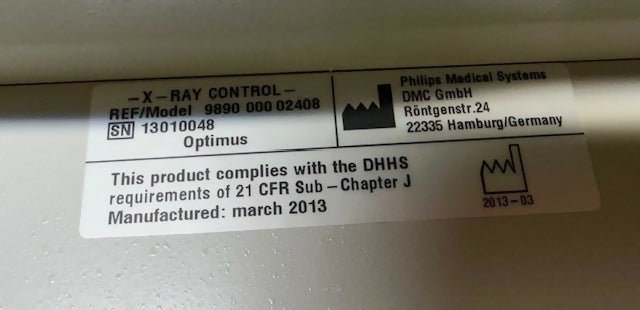 -X-RAY CONTROL-
REF/Model 9890 000 02408
SN 13010048
Optimus
Philips Medical Systems
DMC GmbH
Röntgenstr.24
22335 Hamburg/Germany
This product complies with the DHHS
requirements of 21 CFR Sub-Chapter J
Manufactured: march 2013
2013-03